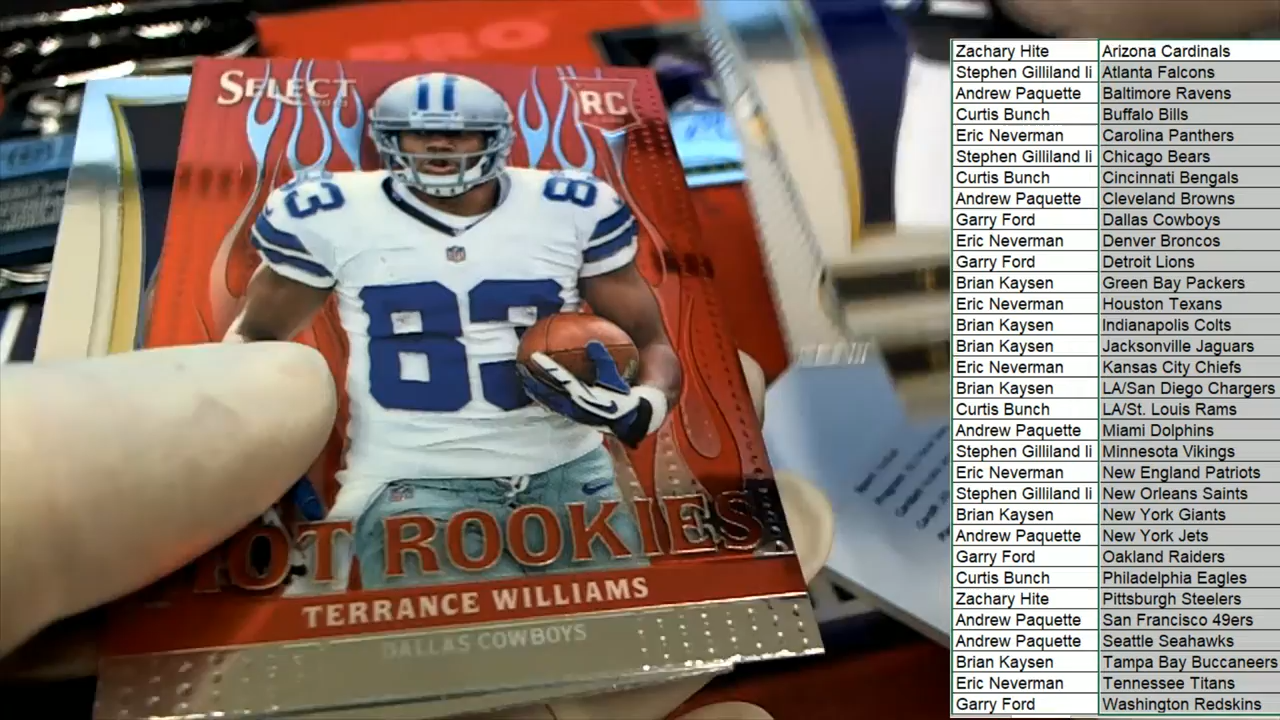 PRO
SELECT
RC
83
83
83
HOT ROOKIES
TERRANCE WILLIAMS
DALLAS COWBOYS
Zachary Hite Arizona Cardinals
Stephen Gilliland Ii Atlanta Falcons
Andrew Paquette Baltimore Ravens
Curtis Bunch Buffalo Bills
Eric Neverman Carolina Panthers
Stephen Gilliland Ii Chicago Bears
Curtis Bunch Cincinnati Bengals
Andrew Paquette Cleveland Browns
Garry Ford Dallas Cowboys
Eric Neverman Denver Broncos
Garry Ford Detroit Lions
Brian Kaysen Green Bay Packers
Eric Neverman Houston Texans
Brian Kaysen Indianapolis Colts
Brian Kaysen Jacksonville Jaguars
Eric Neverman Kansas City Chiefs
Brian Kaysen LA/San Diego Chargers
Curtis Bunch LA/St. Louis Rams
Andrew Paquette Miami Dolphins
Stephen Gilliland Ii Minnesota Vikings
Eric Neverman New England Patriots
Stephen Gilliland Ii New Orleans Saints
Brian Kaysen New York Giants
Andrew Paquette New York Jets
Garry Ford Oakland Raiders
Curtis Bunch Philadelphia Eagles
Zachary Hite Pittsburgh Steelers
Andrew Paquette San Francisco 49ers
Andrew Paquette Seattle Seahawks
Brian Kaysen Tampa Bay Buccaneers
Eric Neverman Tennessee Titans
Garry Ford Washington Redskins